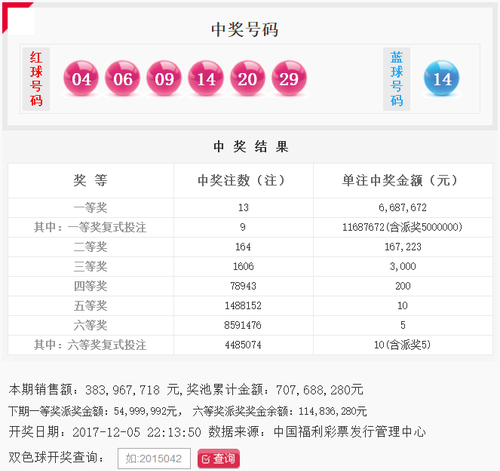 中奖号码
红球号码 04 06 09 14 20 29 蓝球号码 14
中 奖 结 果
奖 等 中奖注数（注） 单注中奖金额（元）
一等奖 13 6,687,672
其中：一等奖复式投注 9 11687672(含派奖5000000)
二等奖 164 167,223
三等奖 1606 3,000
四等奖 78943 200
五等奖 1488152 10
六等奖 8591476 5
其中：六等奖复式投注 4485074 10(含派奖5)
本期销售额：383,967,718 元,奖池累计金额：707,688,280元
下期一等奖派奖金额：54,999,992元， 六等奖派奖奖金余额：114,836,280元
开奖日期：2017-12-05 22:13:50 数据来源：中国福利彩票发行管理中心
双色球开奖查询： 如:2015042 查询